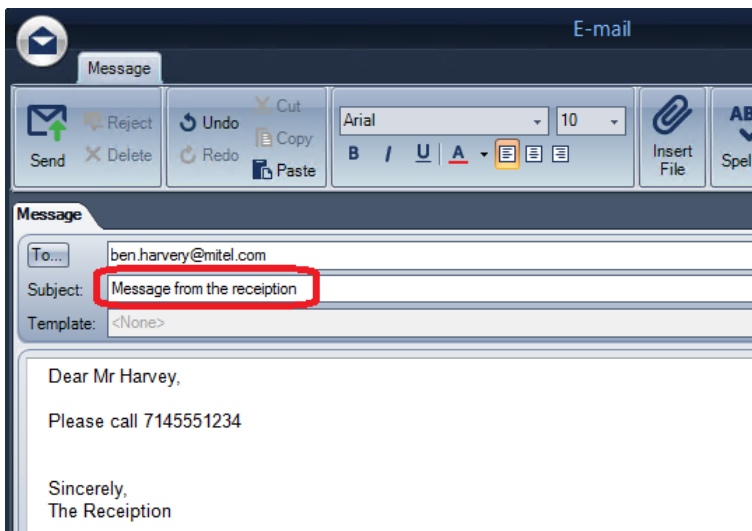 E-mail
Message
Send
Reject
Delete
Undo
Redo
Cut
Copy
Paste
Arial
10
B I U A
Insert
File
Message
To...
ben.harvery@mitel.com
Subject:
Message from the receiption
Template:
<None>
Dear Mr Harvey,
Please call 7145551234
Sincerely,
The Receiption